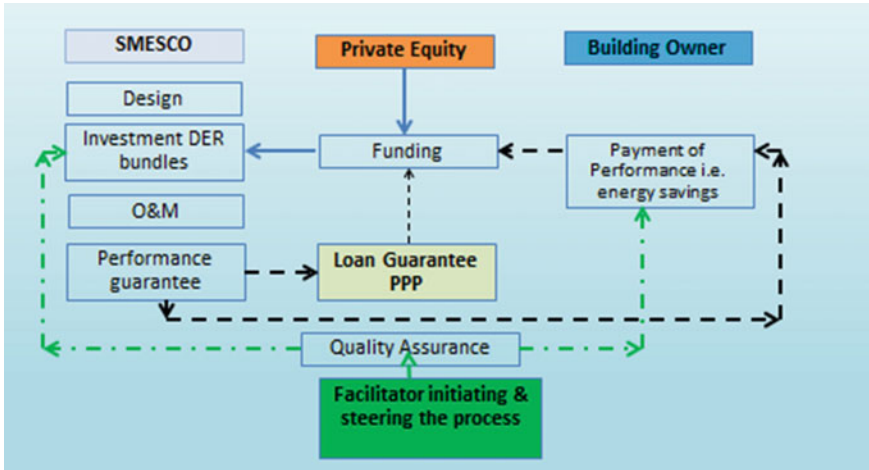 SMESCO
Private Equity
Building Owner
Design
Investment DER
bundles
Funding
Payment of
Performance i.e.
energy savings
O&M
Performance
guarantee
Loan Guarantee
PPP
Quality Assurance
Facilitator initiating &
steering the process